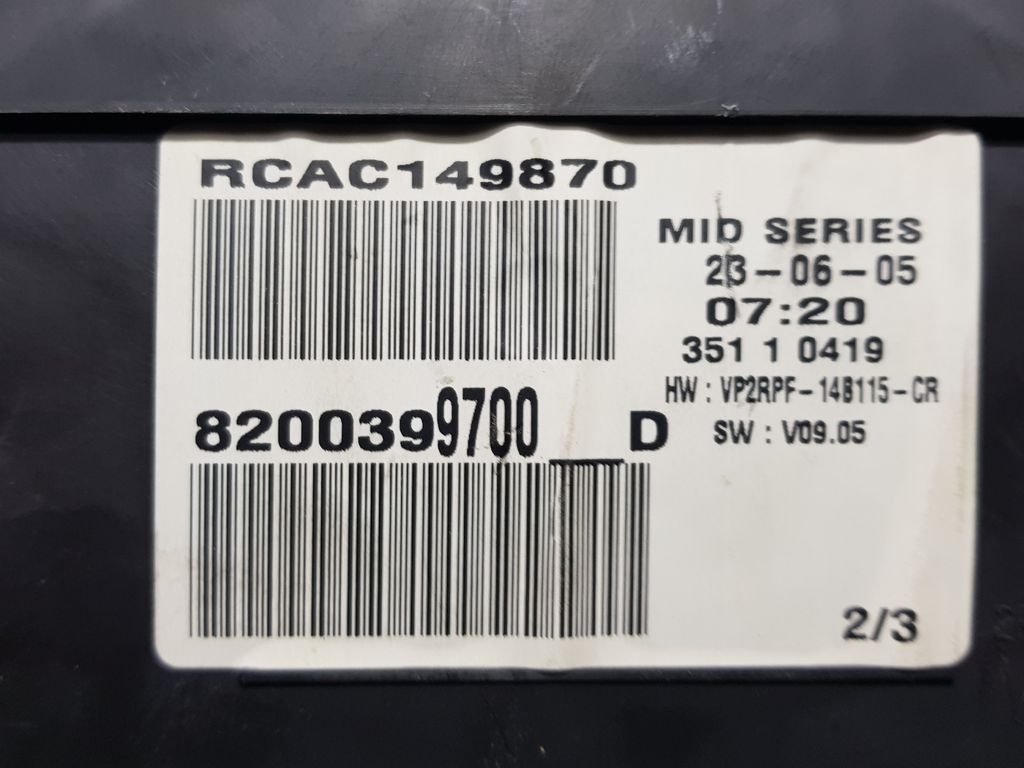 RCAC149870
MID SERIES
23-06-05
07:20
351 1 0419
HW : VP2RPF-14B115-CR
SW : V09.05
8200399700___D
2/3